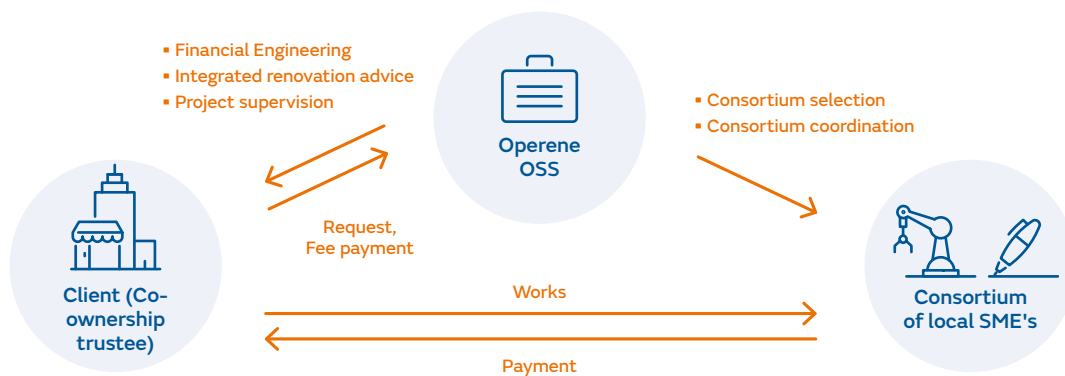 ▪ Financial Engineering
▪ Integrated renovation advice
▪ Project supervision
Operene
OSS
▪ Consortium selection
▪ Consortium coordination
Request,
Fee payment
Client (Co-
ownership
trustee)
Works
Payment
Consortium
of local SME's